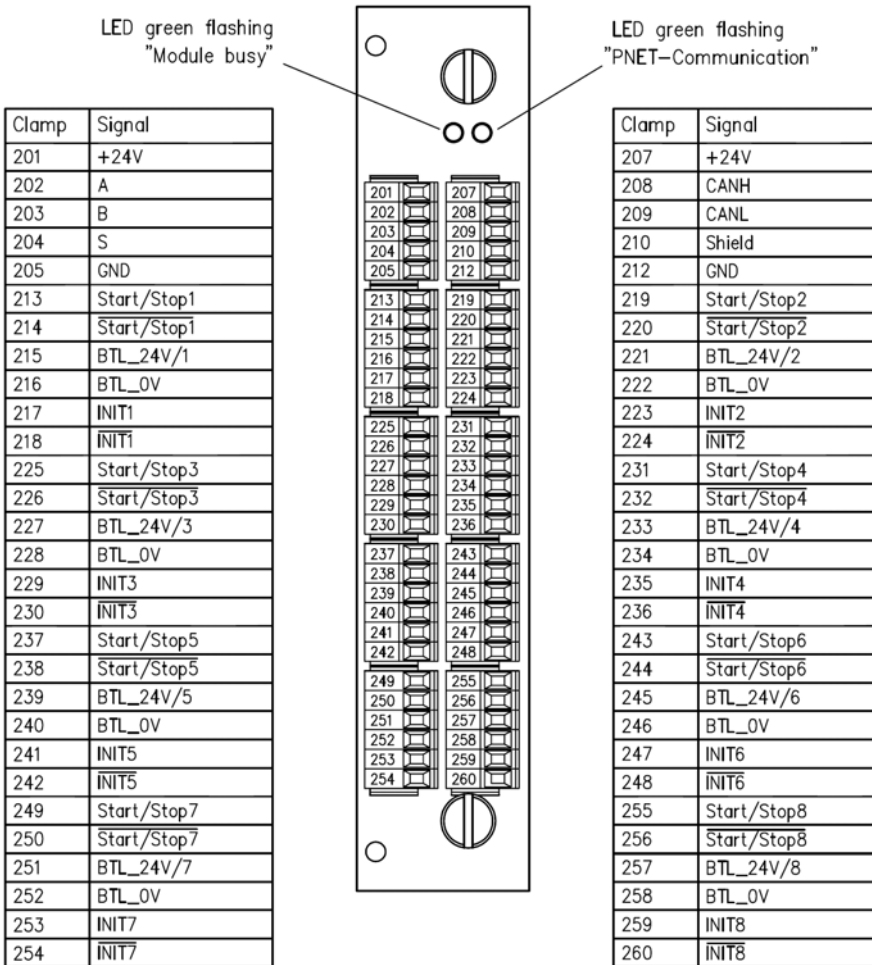 LED green flashing
"Module busy"
LED green flashing
"PNET-Communication"
Clamp Signal
201 +24V
202 A
203 B
204 S
205 GND
213 Start/Stop1
214 Start/Stop1
215 BTL_24V/1
216 BTL_0V
217 INIT1
218 INIT1
225 Start/Stop3
226 Start/Stop3
227 BTL_24V/3
228 BTL_0V
229 INIT3
230 INIT3
237 Start/Stop5
238 Start/Stop5
239 BTL_24V/5
240 BTL_0V
241 INIT5
242 INIT5
249 Start/Stop7
250 Start/Stop7
251 BTL_24V/7
252 BTL_0V
253 INIT7
254 INIT7
201 207
202 208
203 209
204 210
205 212
213 219
214 220
215 221
216 222
217 223
218 224
225 231
226 232
227 233
228 234
229 235
230 236
237 243
238 244
239 245
240 246
241 247
242 248
249 255
250 256
251 257
252 258
253 259
254 260
Clamp Signal
207 +24V
208 CANH
209 CANL
210 Shield
212 GND
219 Start/Stop2
220 Start/Stop2
221 BTL_24V/2
222 BTL_0V
223 INIT2
224 INIT2
231 Start/Stop4
232 Start/Stop4
233 BTL_24V/4
234 BTL_0V
235 INIT4
236 INIT4
243 Start/Stop6
244 Start/Stop6
245 BTL_24V/6
246 BTL_0V
247 INIT6
248 INIT6
255 Start/Stop8
256 Start/Stop8
257 BTL_24V/8
258 BTL_0V
259 INIT8
260 INIT8